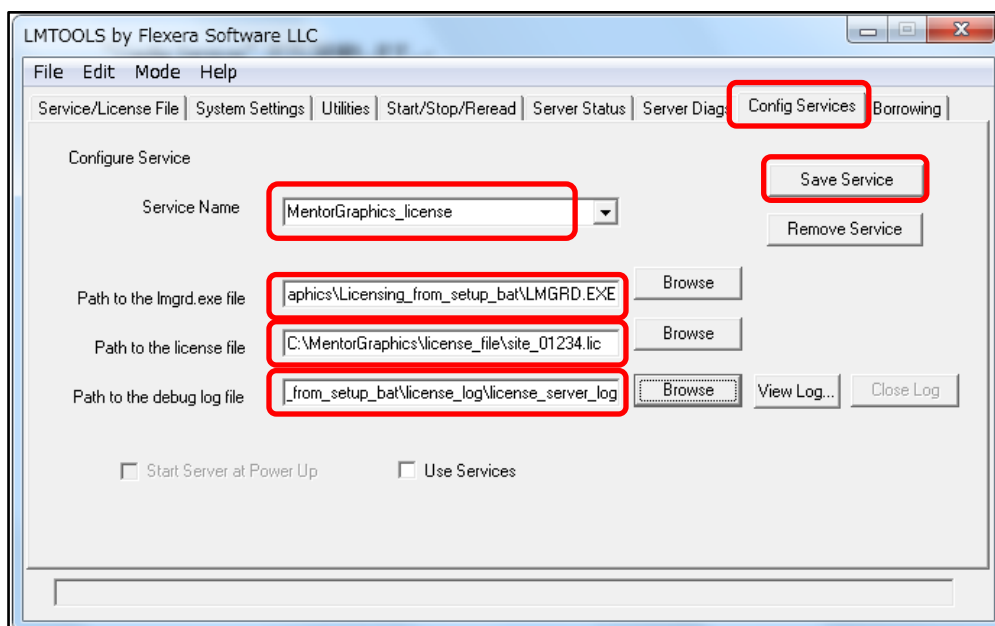 LMTOOLS by Flexera Software LLC
File Edit Mode Help
Service/License File System Settings Utilities Start/Stop/Reread Server Status Server Diags Config Services Borrowing
Configure Service
Save Service
Service Name MentorGraphics_license
Remove Service
Path to the lmgrd.exe file aphics\Licensing_from_setup_bat\LMGRD.EXE Browse
Path to the license file C:\MentorGraphics\license_file\site_01234.lic Browse
Path to the debug log file _from_setup_bat\license_log\license_server_log Browse View Log... Close Log
Start Server at Power Up Use Services